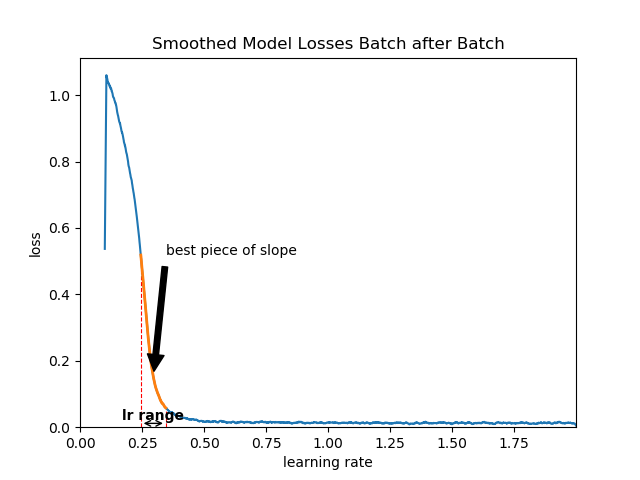 Smoothed Model Losses Batch after Batch
loss
1.0
0.8
0.6
0.4
0.2
0.0
best piece of slope
lr range
0.00 0.25 0.50 0.75 1.00 1.25 1.50 1.75
learning rate